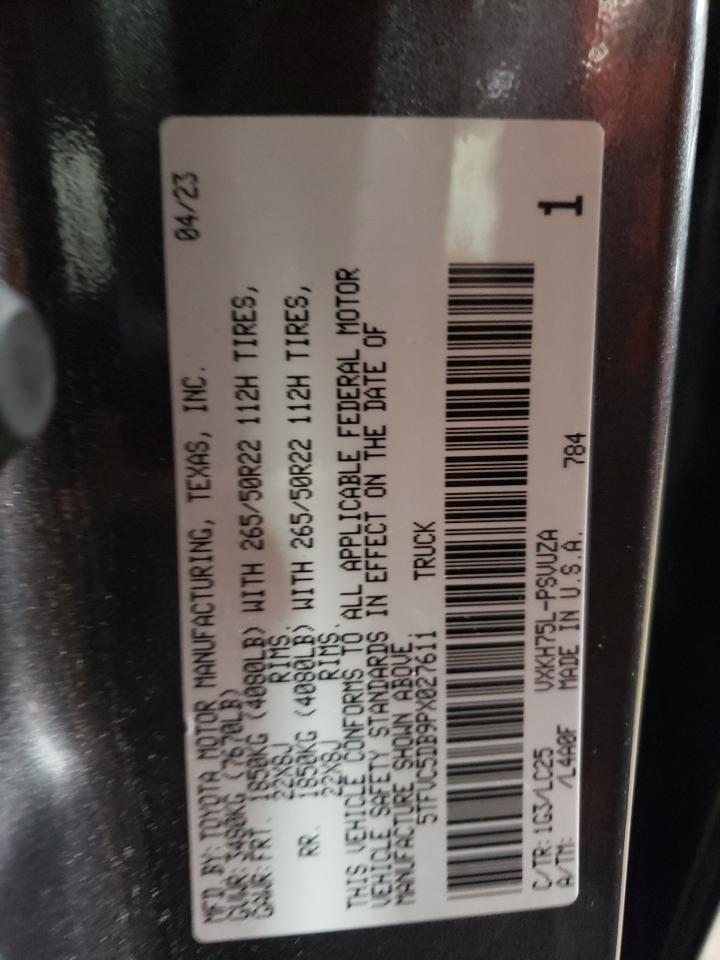 MFD BY: TOYOTA MOTOR MANUFACTURING, TEXAS, INC. 04/23
GVWR: 3480KG (7670LB)
GAWR: FRT. 1850KG (4080LB) WITH 265/50R22 112H TIRES,
22X8J RIMS.
RR. 1850KG (4080LB) WITH 265/50R22 112H TIRES,
22X8J RIMS.
THIS VEHICLE CONFORMS TO ALL APPLICABLE FEDERAL MOTOR
VEHICLE SAFETY STANDARDS IN EFFECT ON THE DATE OF
MANUFACTURE SHOWN ABOVE.
5TFVC5DB9PX027611 TRUCK
C/TR: 1G3/LC25 VXKH75L-PSVUZA 784 1
A/TM: /L4A0F MADE IN U.S.A.